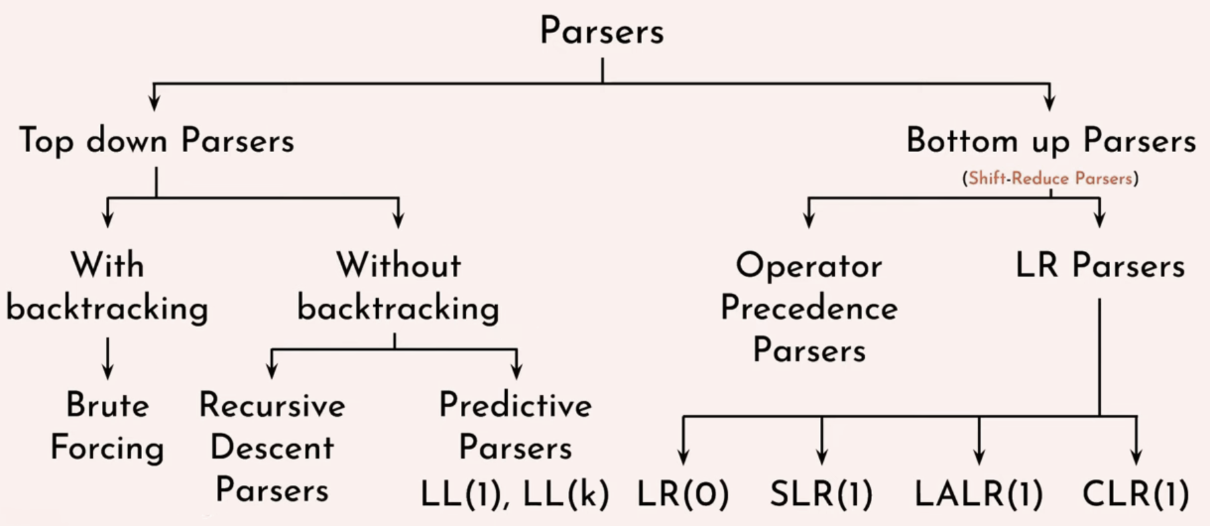 Parsers
Top down Parsers
Bottom up Parsers
(Shift-Reduce Parsers)
With
backtracking
Without
backtracking
Operator
Precedence
Parsers
LR Parsers
Brute
Forcing
Recursive
Descent
Parsers
Predictive
Parsers
LL(1), LL(k)
LR(0)
SLR(1)
LALR(1)
CLR(1)